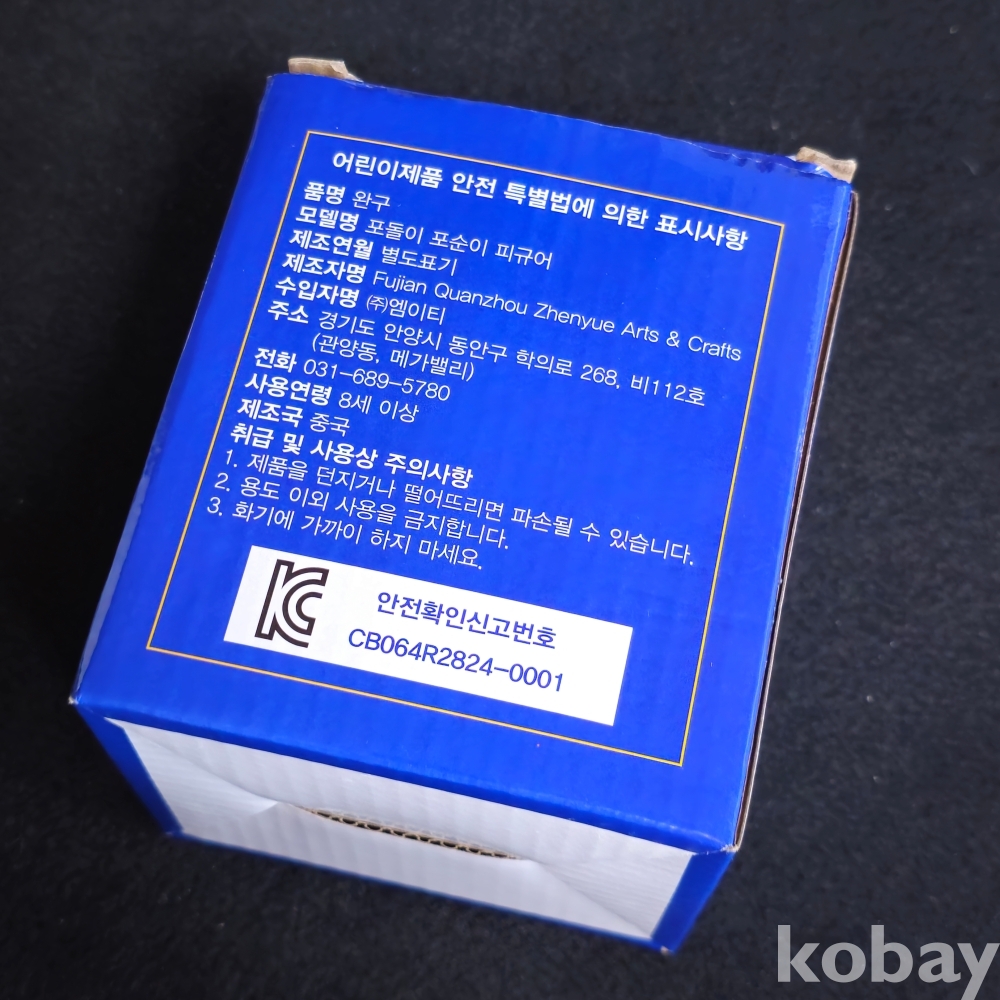 어린이제품 안전 특별법에 의한 표시사항
품명 완구
모델명 포돌이 포순이 피규어
제조연월 별도표기
제조자명 Fujian Quanzhou Zhenyue Arts & Crafts
수입자명 ㈜엠이티
주소 경기도 안양시 동안구 학의로 268, 비112호
(관양동, 메가밸리)
전화 031-689-5780
사용연령 8세 이상
제조국 중국
취급 및 사용상 주의사항
1. 제품을 던지거나 떨어뜨리면 파손될 수 있습니다.
2. 용도 이외 사용을 금지합니다.
3. 화기에 가까이 하지 마세요.
KC
안전확인신고번호
CB064R2824-0001
kobay